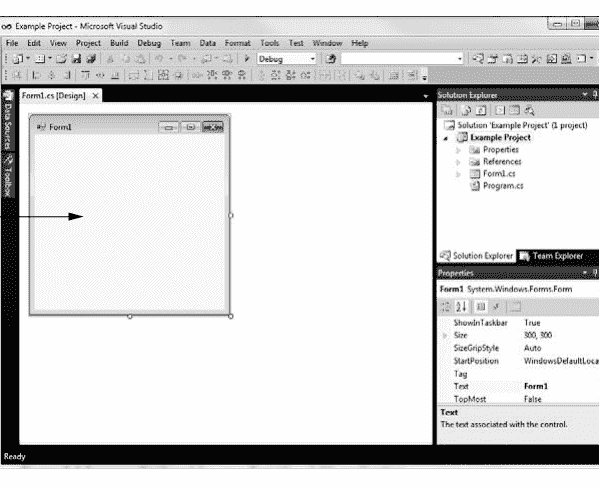 Example Project - Microsoft Visual Studio
File Edit View Project Build Debug Team Data Format Tools Test Window Help
Debug
Form1.cs [Design] ×
Data Sources
Toolbox
Form1
Solution Explorer
Solution 'Example Project' (1 project)
Example Project
Properties
References
Form1.cs
Program.cs
Solution Explorer Team Explorer
Properties
Form1 System.Windows.Forms.Form
ShowInTaskbar True
Size 300, 300
SizeGripStyle Auto
StartPosition WindowsDefaultLoca
Tag
Text Form1
TopMost False
Text
The text associated with the control.
Ready